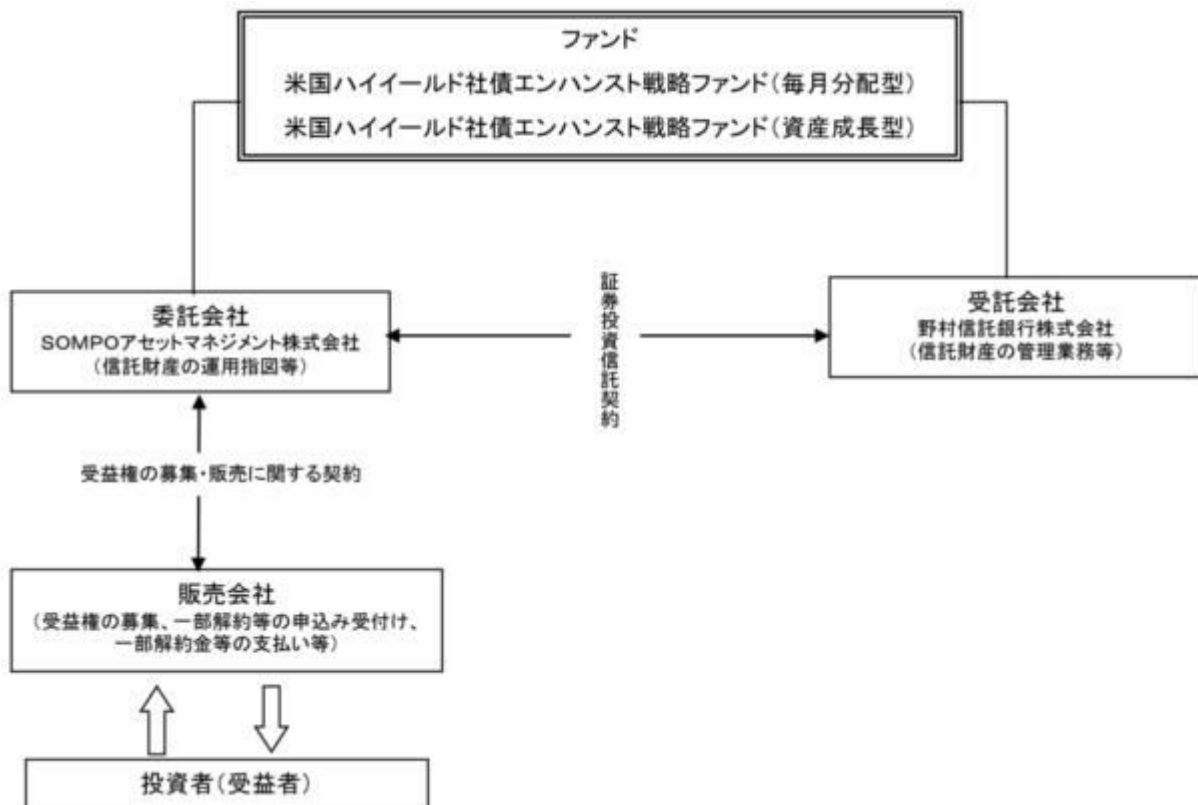 ファンド
米国ハイイールド社債エンハンスト戦略ファンド(毎月分配型)
米国ハイイールド社債エンハンスト戦略ファンド(資産成長型)
委託会社
SOMPOアセットマネジメント株式会社
(信託財産の運用指図等)
証券投資信託契約
受託会社
野村信託銀行株式会社
(信託財産の管理業務等)
受益権の募集・販売に関する契約
販売会社
(受益権の募集、一部解約等の申込み受付け、
一部解約金等の支払い等)
投資者(受益者)